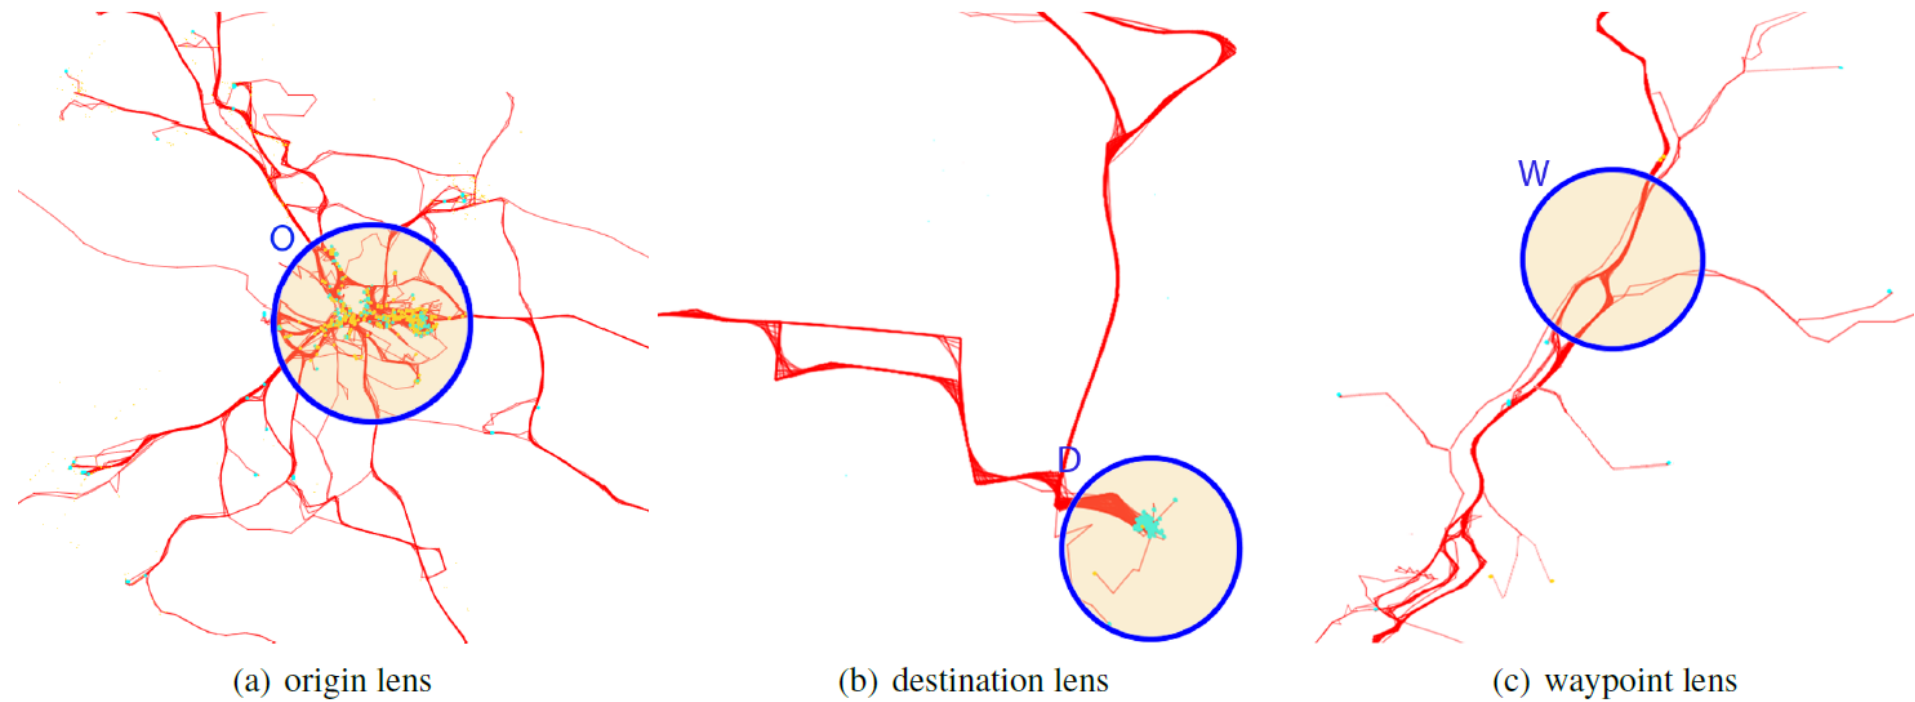 O
D
W
(a) origin lens
(b) destination lens
(c) waypoint lens